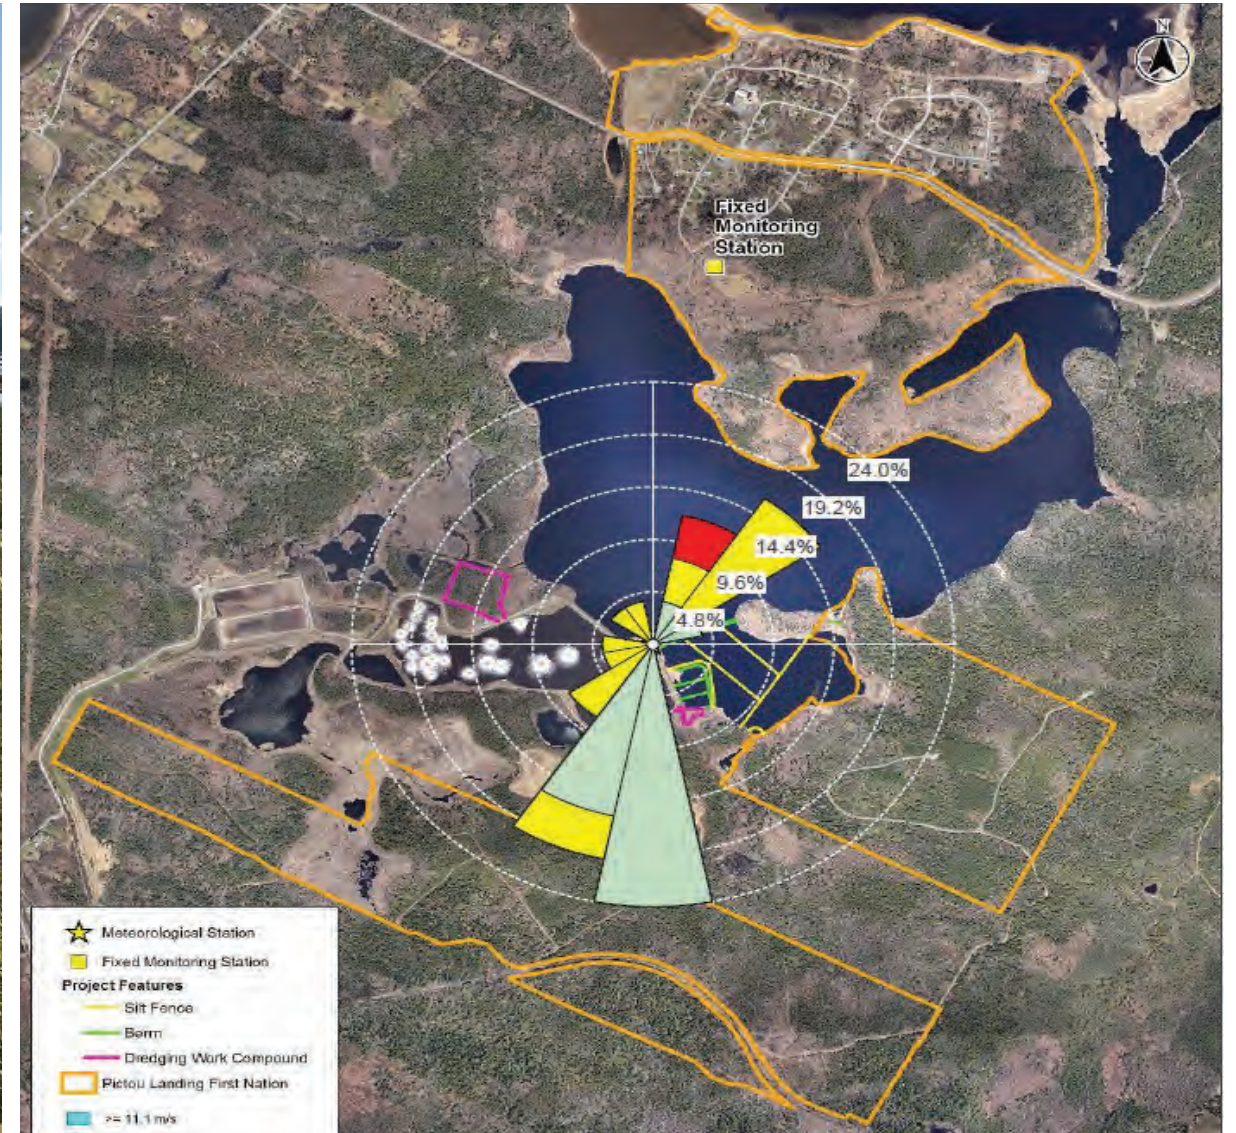 N
Fixed
Monitoring
Station
24.0%
19.2%
14.4%
9.6%
4.8%
Meteorological Station
Fixed Monitoring Station
Project Features
Silt Fence
Berm
Dredging Work Compound
Pictou Landing First Nation
>= 11.1 m/s